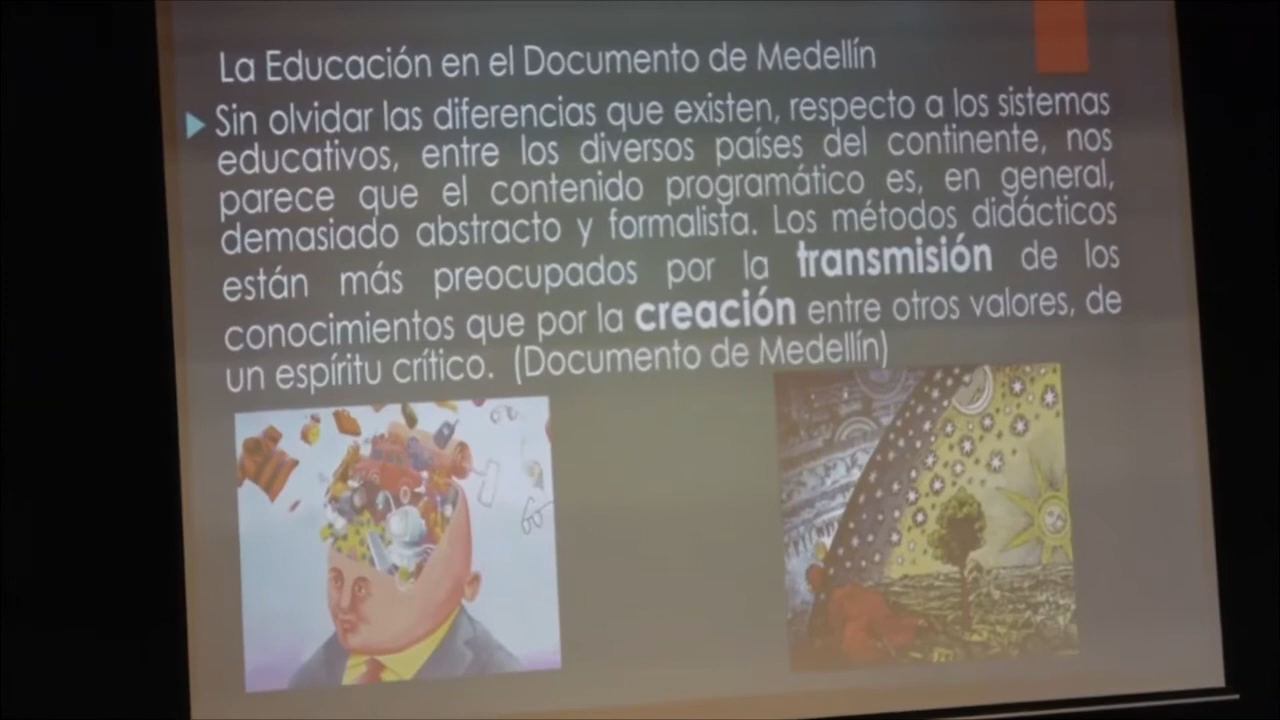 La Educación en el Documento de Medellín
Sin olvidar las diferencias que existen, respecto a los sistemas
educativos, entre los diversos países del continente, nos
parece que el contenido programático es, en general,
demasiado abstracto y formalista. Los métodos didácticos
están más preocupados por la transmisión de los
conocimientos que por la creación entre otros valores, de
un espíritu crítico. (Documento de Medellín)